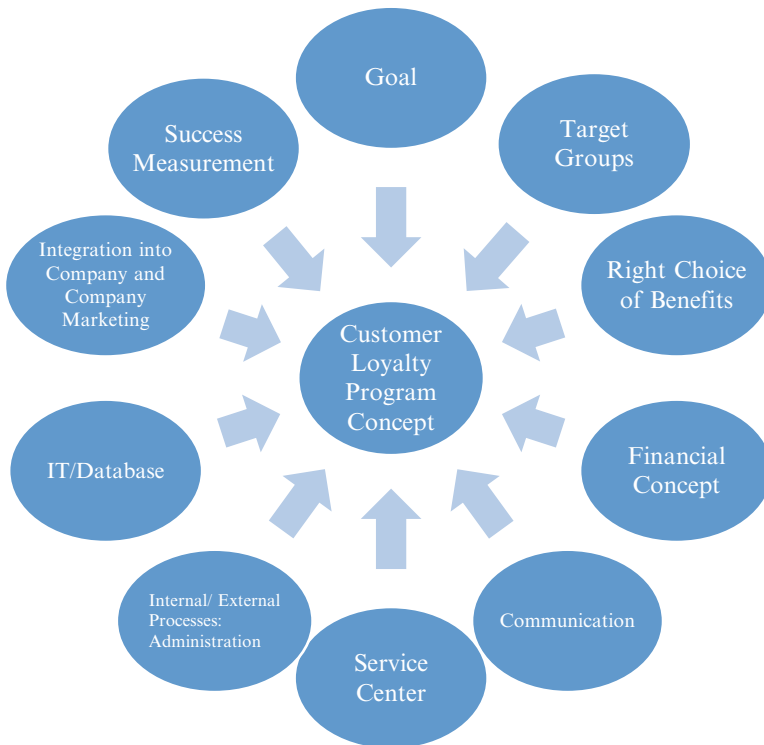 Goal
Target
Groups
Right Choice
of Benefits
Financial
Concept
Communication
Service
Center
Internal/ External
Processes:
Administration
IT/Database
Integration into
Company and
Company
Marketing
Success
Measurement
Customer
Loyalty
Program
Concept